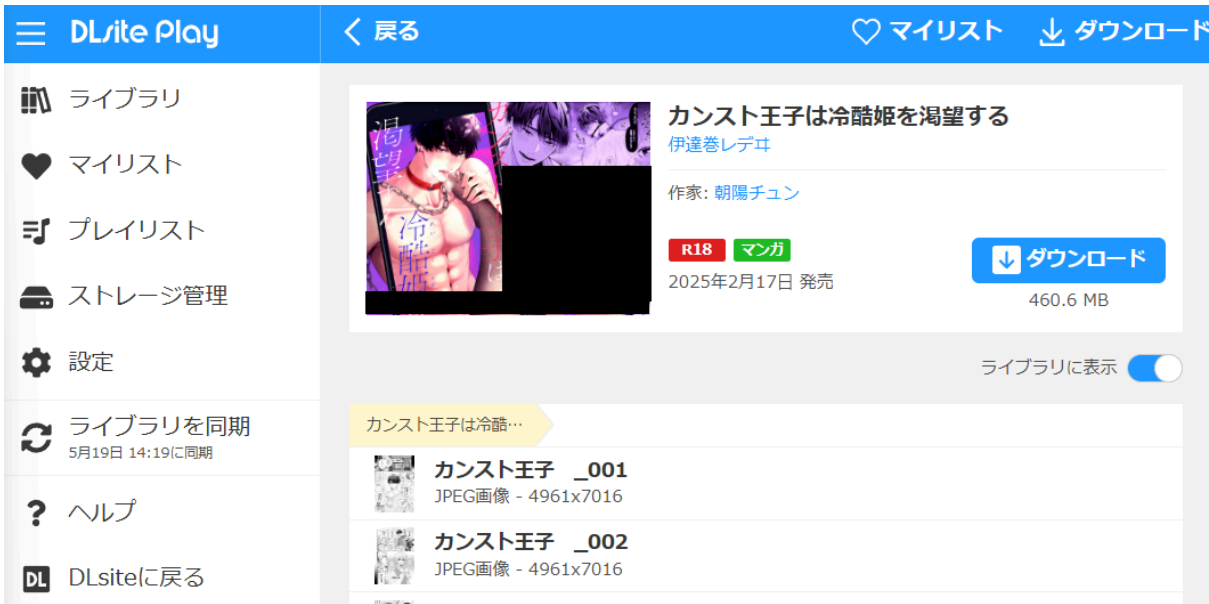 DLsite Play
戻る
マイリスト
ダウンロード
ライブラリ
マイリスト
プレイリスト
ストレージ管理
設定
ライブラリを同期
5月19日 14:19に同期
ヘルプ
DL
DLsiteに戻る
渇望
冷酷姫
カンスト王子は冷酷姫を渇望する
伊達巻レデヰ
作家: 朝陽チュン
R18 マンガ
2025年2月17日 発売
ダウンロード
460.6 MB
ライブラリに表示
カンスト王子は冷酷…
カンスト王子　_001
JPEG画像 - 4961x7016
カンスト王子　_002
JPEG画像 - 4961x7016